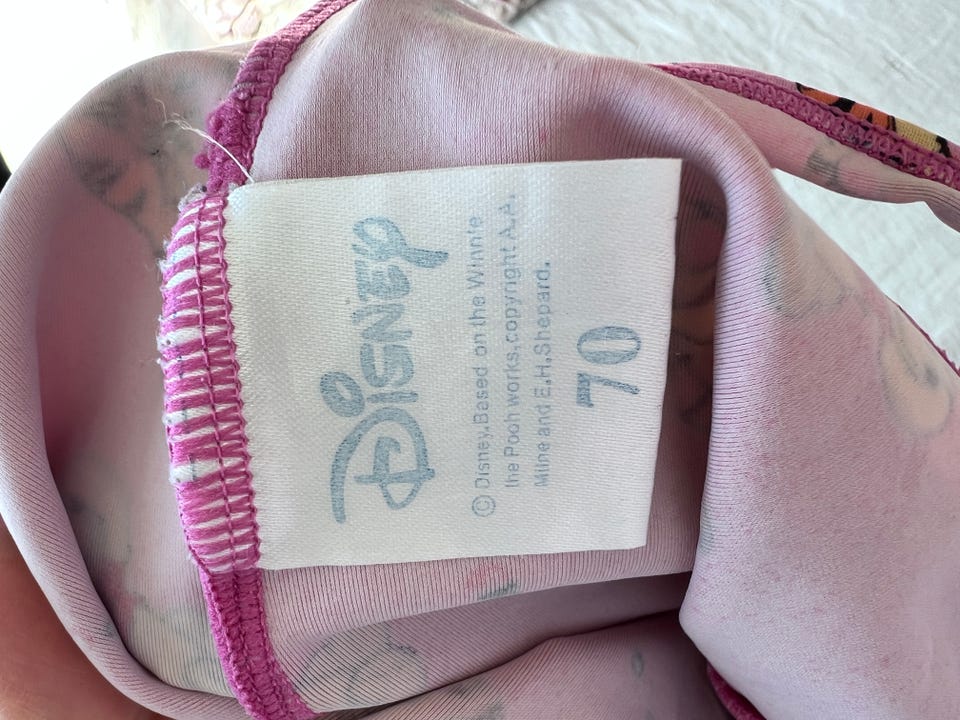 Disney
© Disney.Based on the Winnie
the Pooh works,copyright A.A.
Milne and E.H.Shepard.
70